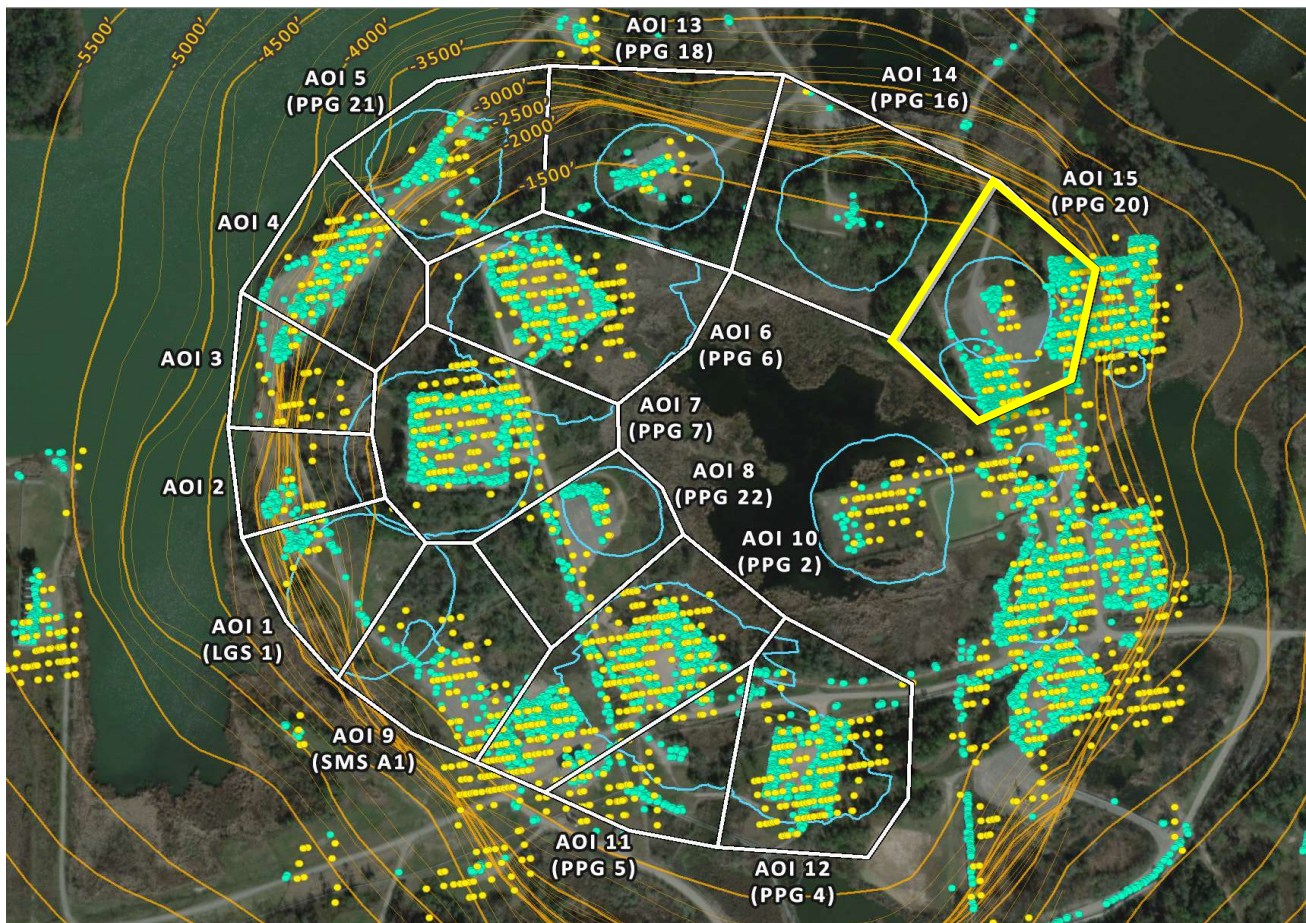 -5500'
-5000'
-4500'
-4000'
-3500'
-3000'
-2500'
-2000'
-1500'
AOI 13
(PPG 18)
AOI 14
(PPG 16)
AOI 5
(PPG 21)
AOI 15
(PPG 20)
AOI 4
AOI 3
AOI 6
(PPG 6)
AOI 7
(PPG 7)
AOI 2
AOI 8
(PPG 22)
AOI 10
(PPG 2)
AOI 1
(LGS 1)
AOI 9
(SMS A1)
AOI 11
(PPG 5)
AOI 12
(PPG 4)